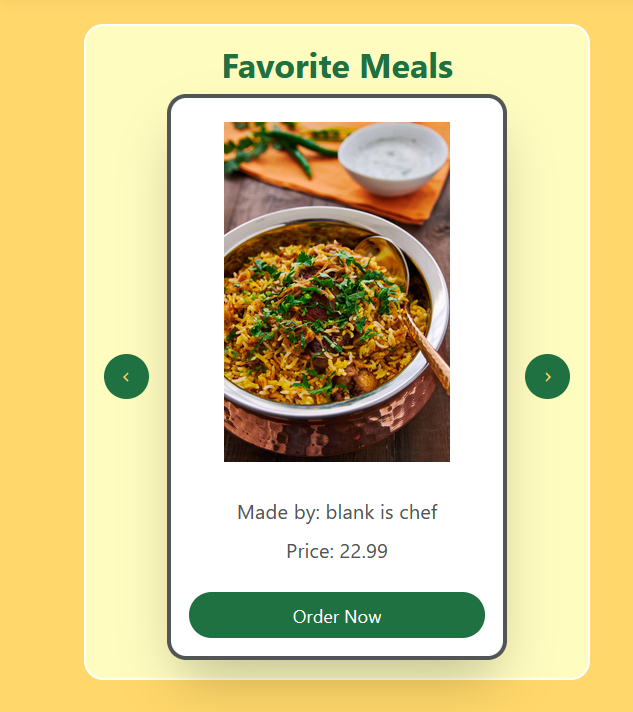 Favorite Meals
Made by: blank is chef
Price: 22.99
Order Now